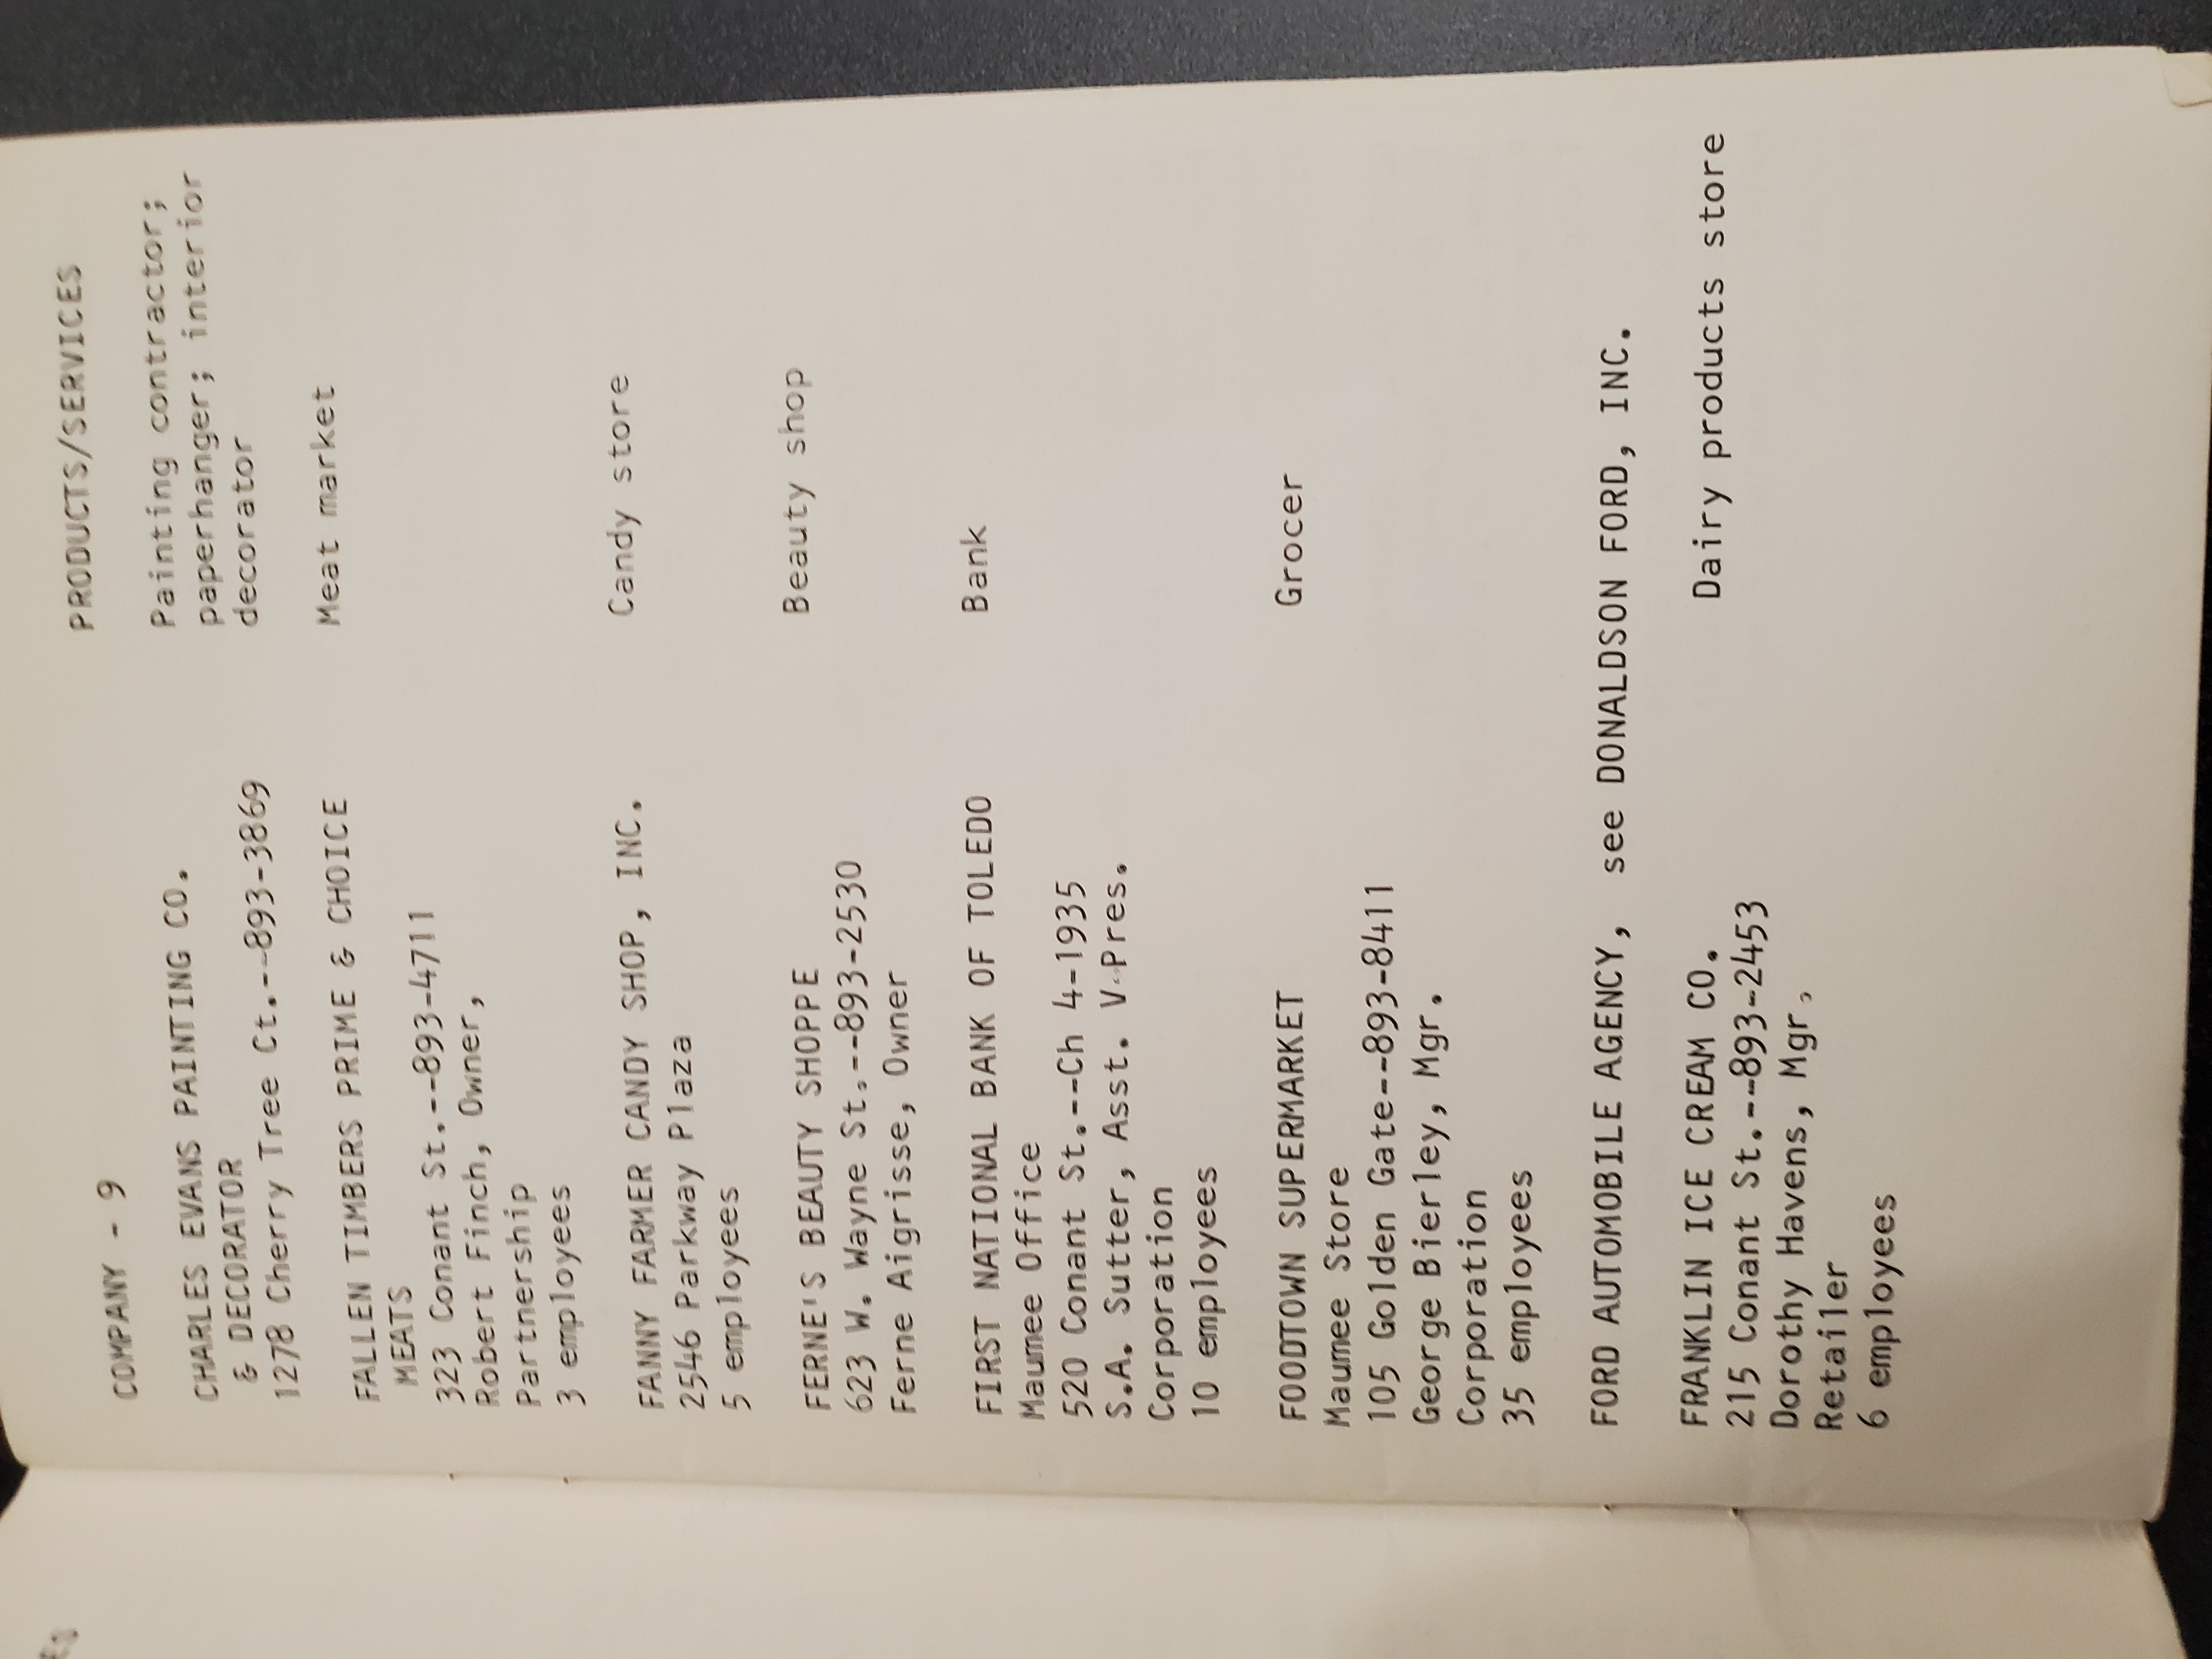 COMPANY - 9 PRODUCTS/SERVICES
CHARLES EVANS PAINTING CO. Painting contractor;
& DECORATOR paperhanger; interior
1278 Cherry Tree Ct.--893-3869 decorator
FALLEN TIMBERS PRIME & CHOICE Meat market
MEATS
323 Conant St.--893-4711
Robert Finch, Owner,
Partnership
3 employees
FANNY FARMER CANDY SHOP, INC. Candy store
2546 Parkway Plaza
5 employees
FERNE'S BEAUTY SHOPPE Beauty shop
623 W. Wayne St.--893-2530
Ferne Aigrisse, Owner
FIRST NATIONAL BANK OF TOLEDO Bank
Maumee Office
520 Conant St.--Ch 4-1935
S.A. Sutter, Asst. V.Pres.
Corporation
10 employees
FOODTOWN SUPERMARKET Grocer
Maumee Store
105 Golden Gate--893-8411
George Bierley, Mgr.
Corporation
35 employees
FORD AUTOMOBILE AGENCY, see DONALDSON FORD, INC.
FRANKLIN ICE CREAM CO. Dairy products store
215 Conant St.--893-2453
Dorothy Havens, Mgr.
Retailer
6 employees